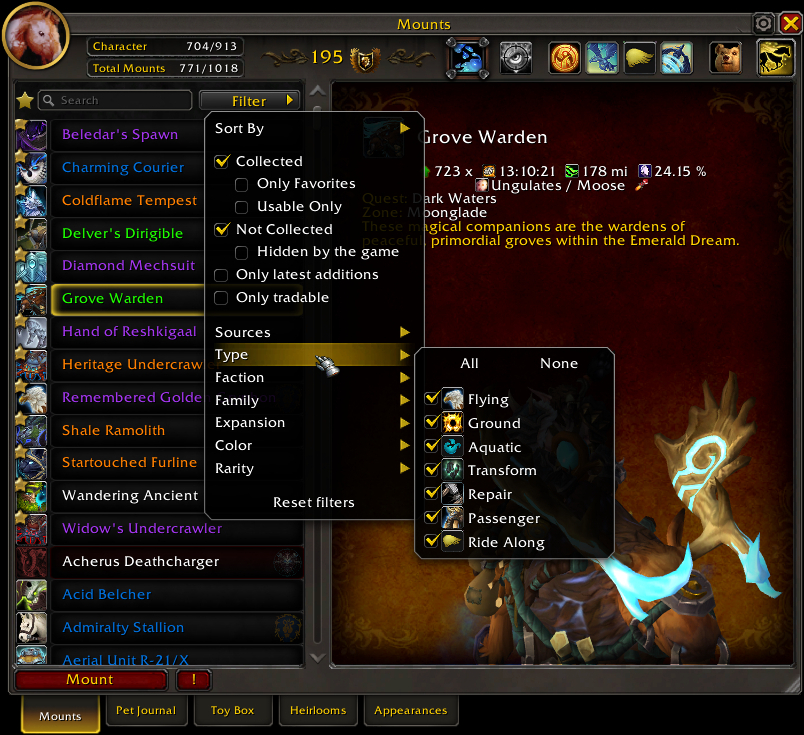 Mounts
Character 704/913
Total Mounts 771/1018
195
Search
Filter
Beledar's Spawn
Charming Courier
Coldflame Tempest
Delver's Dirigible
Diamond Mechsuit
Grove Warden
Hand of Reshkigaal
Heritage Undercraw
Remembered Golde
Shale Ramolith
Startouched Furline
Wandering Ancient
Widow's Undercrawler
Acherus Deathcharger
Acid Belcher
Admiralty Stallion
Aerial Unit R-21/X
Sort By
Collected
Only Favorites
Usable Only
Not Collected
Hidden by the game
Only latest additions
Only tradable
Sources
Type
Faction
Family
Expansion
Color
Rarity
Reset filters
All None
Flying
Ground
Aquatic
Transform
Repair
Passenger
Ride Along
Grove Warden
723 x 13:10:21 178 mi 24.15 %
Ungulates / Moose
Quest: Dark Waters
Zone: Moonglade
These magical companions are the wardens of
peaceful, primordial groves within the Emerald Dream.
Mount !
Mounts Pet Journal Toy Box Heirlooms Appearances